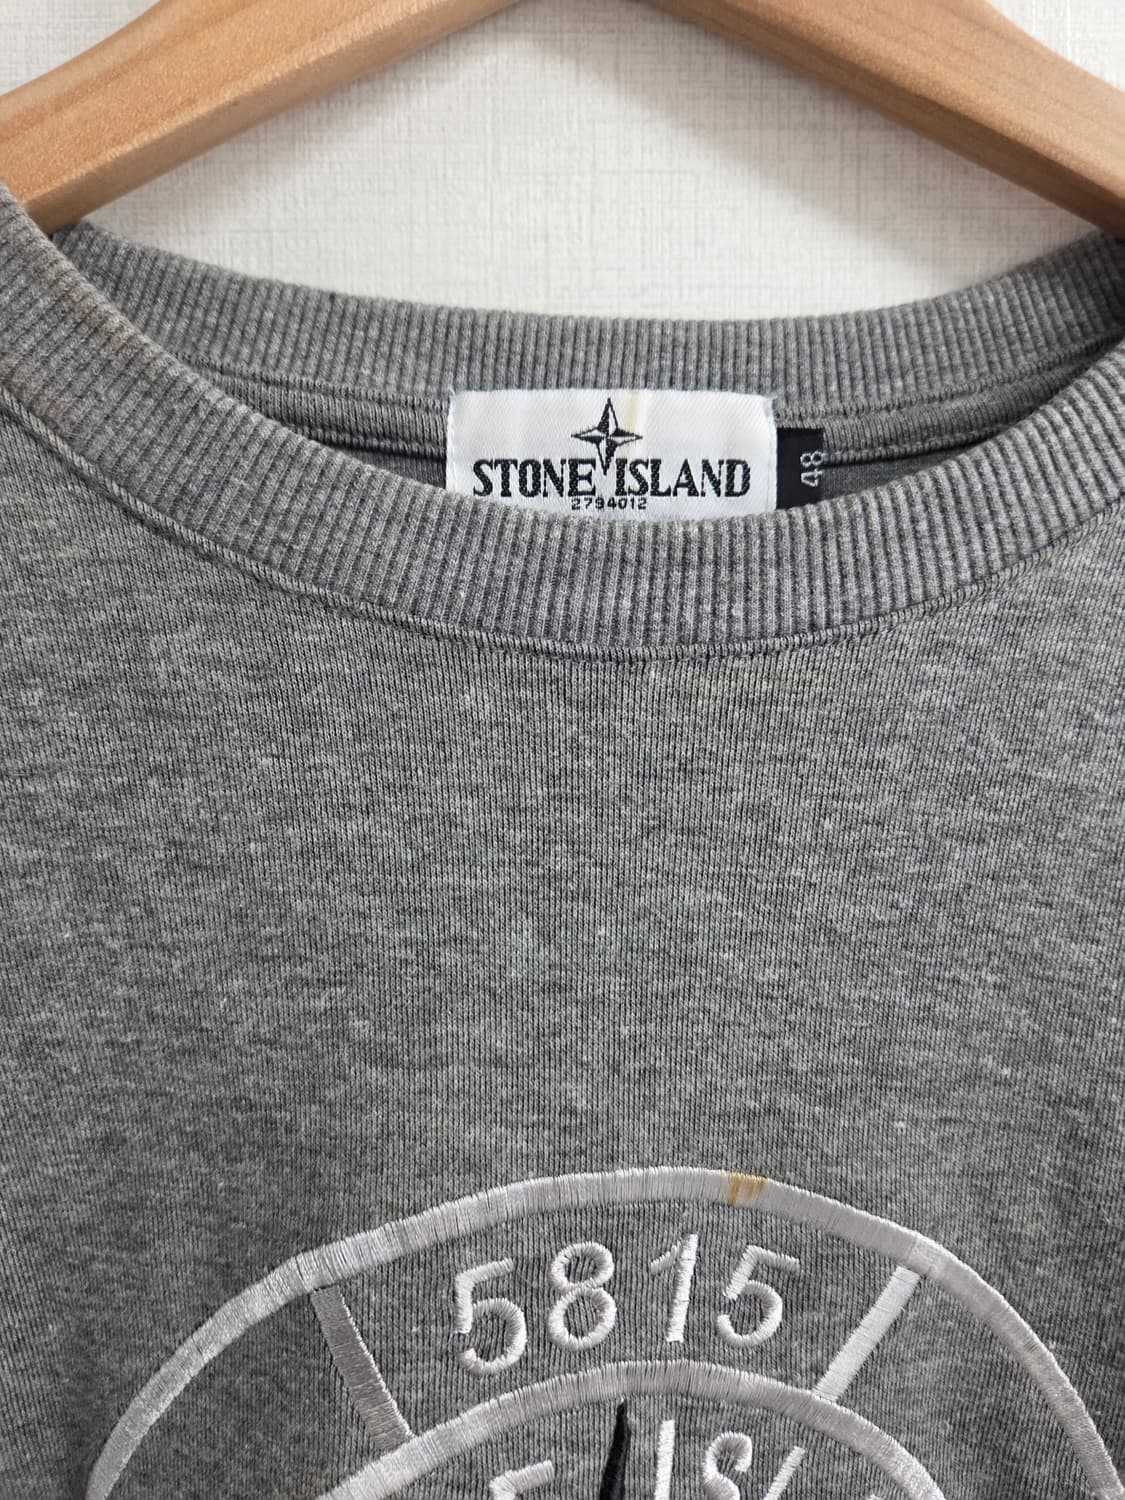 STONE ISLAND
2794012
48
5815